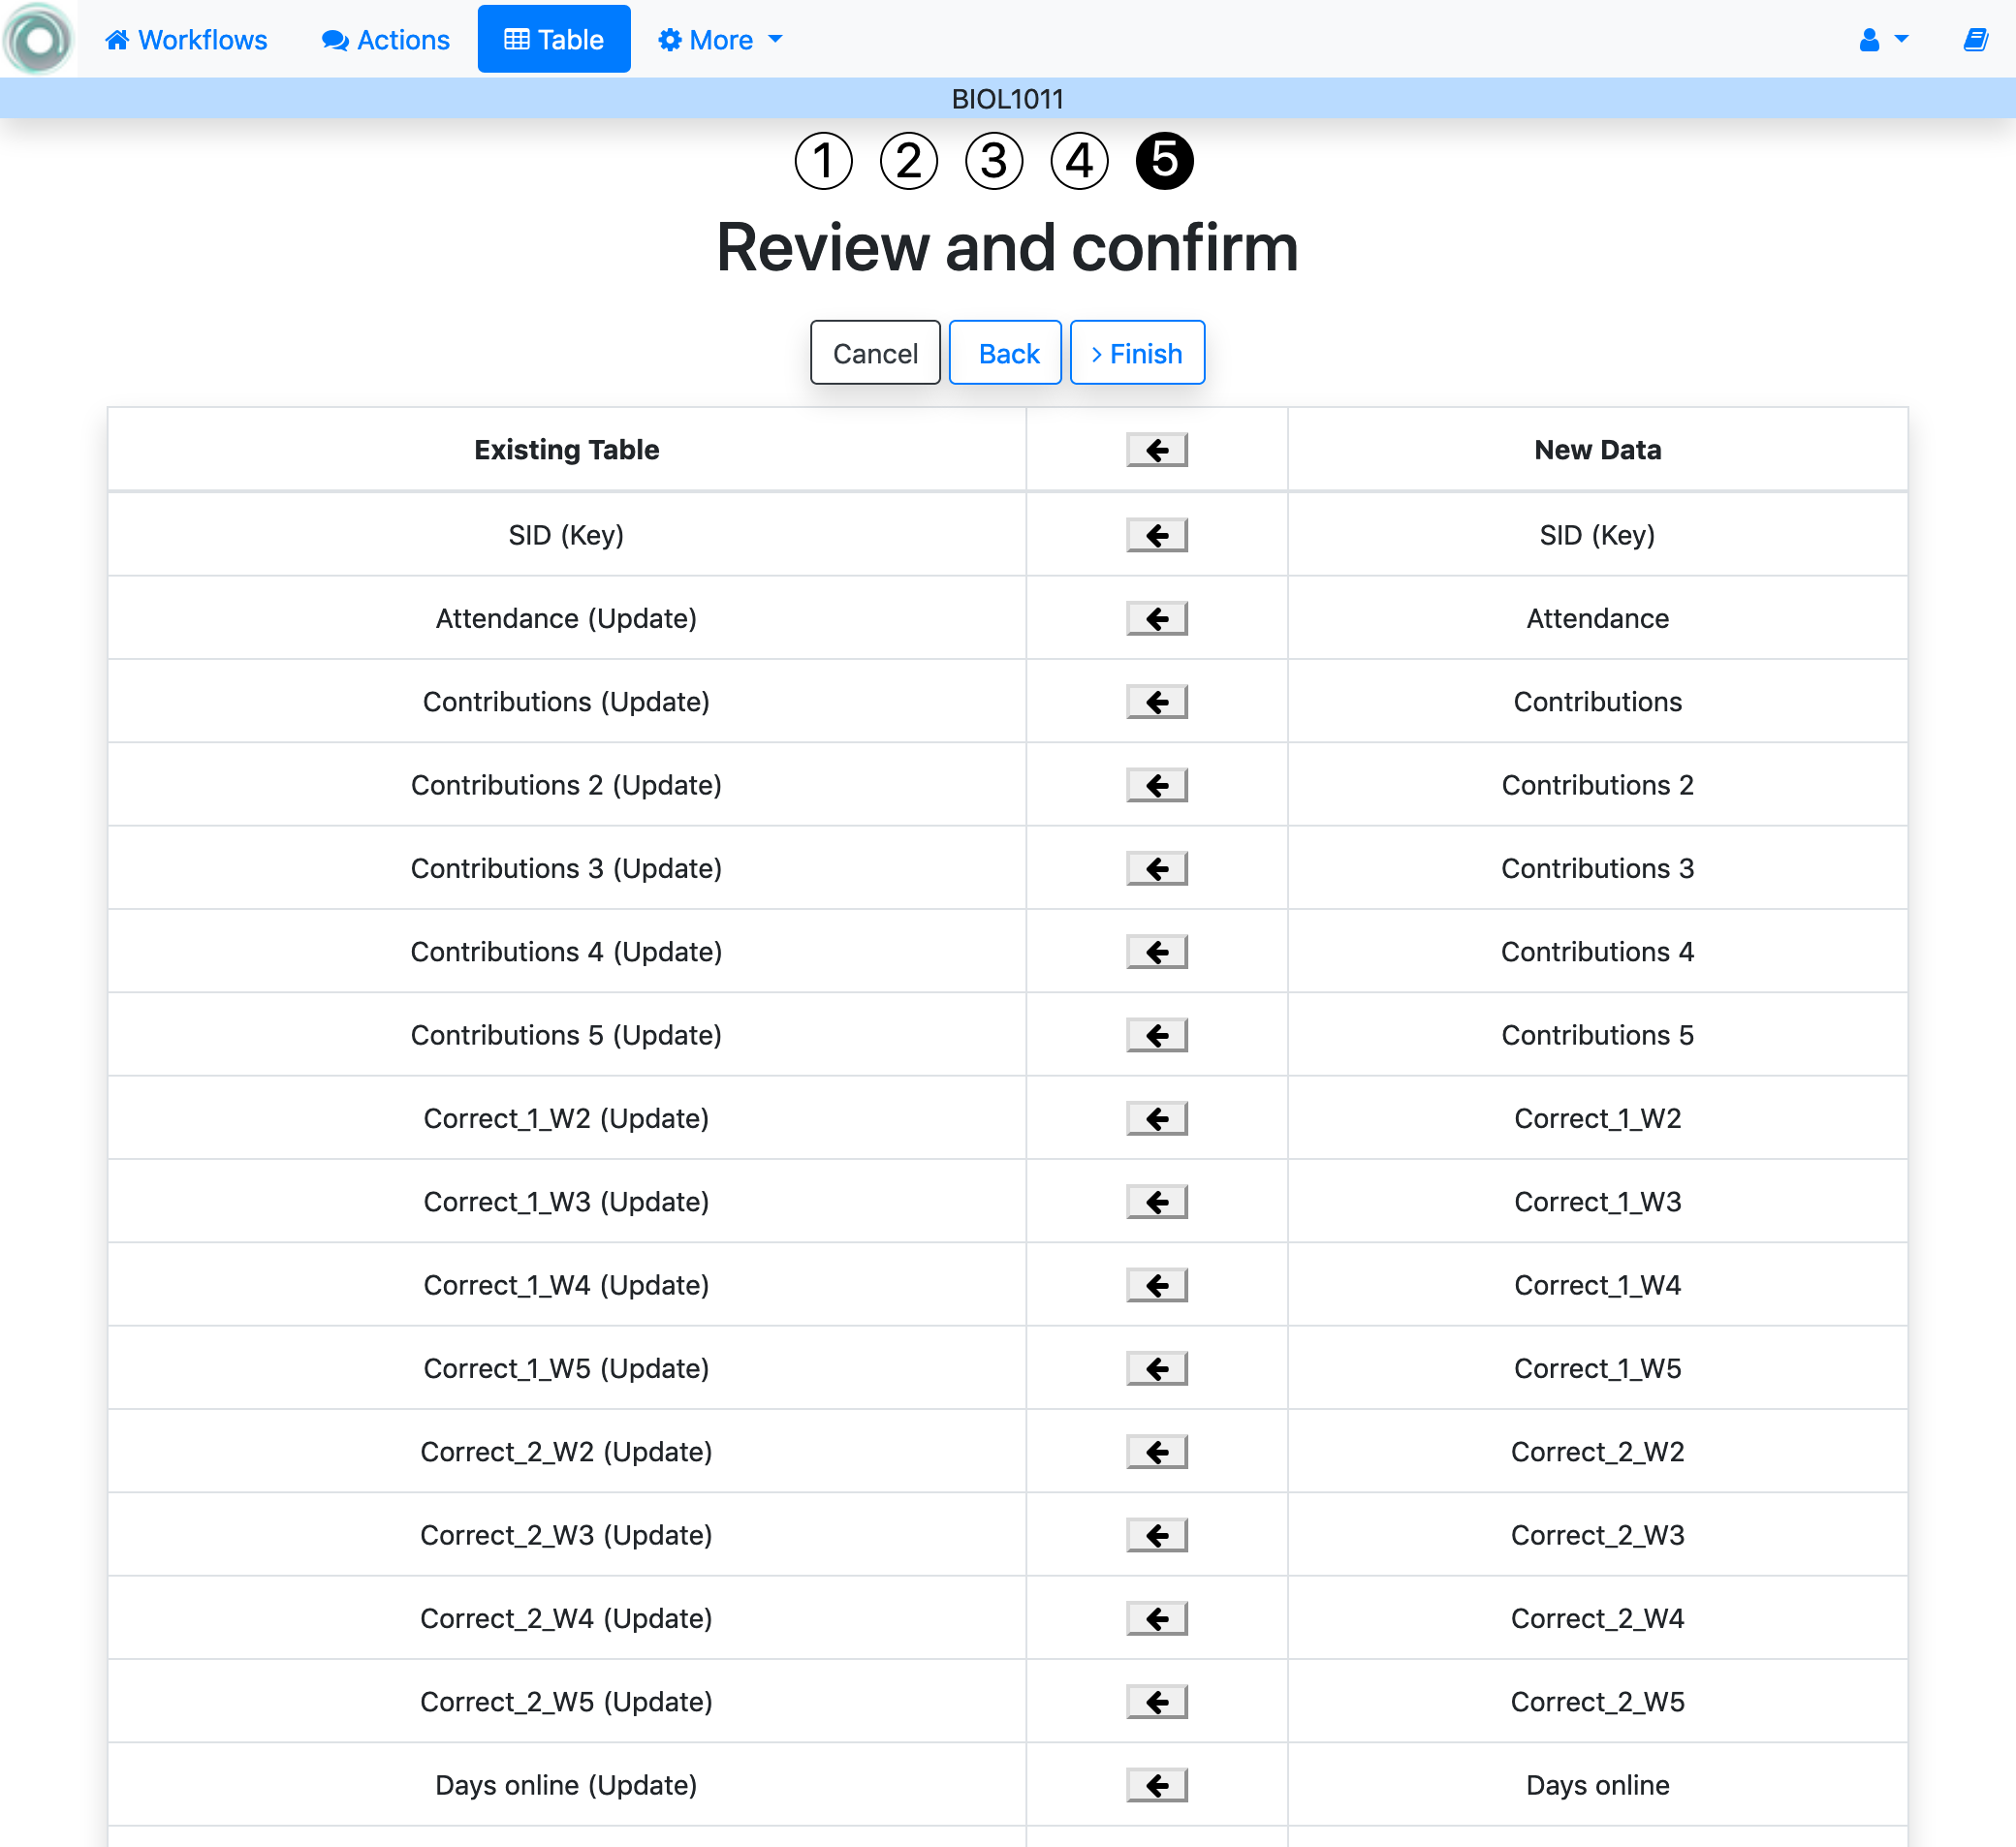 Workflows Actions Table More
BIOL1011
1 2 3 4 5
Review and confirm
Cancel Back Finish
Existing Table New Data
SID (Key) SID (Key)
Attendance (Update) Attendance
Contributions (Update) Contributions
Contributions 2 (Update) Contributions 2
Contributions 3 (Update) Contributions 3
Contributions 4 (Update) Contributions 4
Contributions 5 (Update) Contributions 5
Correct_1_W2 (Update) Correct_1_W2
Correct_1_W3 (Update) Correct_1_W3
Correct_1_W4 (Update) Correct_1_W4
Correct_1_W5 (Update) Correct_1_W5
Correct_2_W2 (Update) Correct_2_W2
Correct_2_W3 (Update) Correct_2_W3
Correct_2_W4 (Update) Correct_2_W4
Correct_2_W5 (Update) Correct_2_W5
Days online (Update) Days online